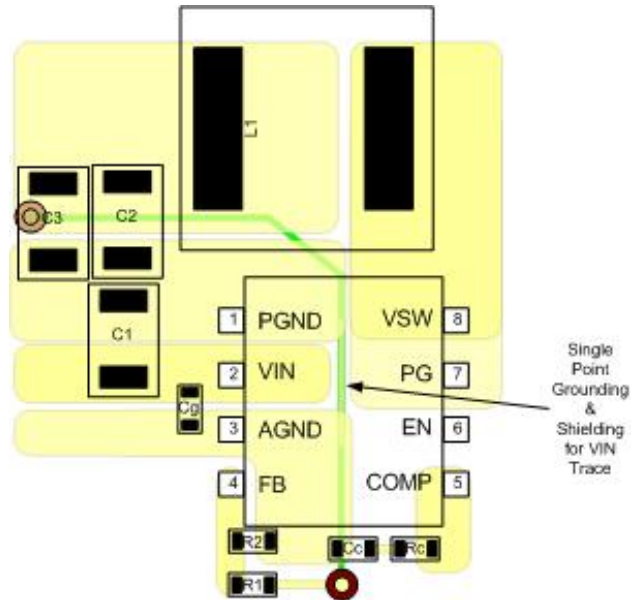 L1
C3
C2
C1
1 PGND VSW 8
2 VIN PG 7
Cg
3 AGND EN 6
4 FB COMP 5
R2
Cc
Rc
R1
Single
Point
Grounding
&
Shielding
for VIN
Trace